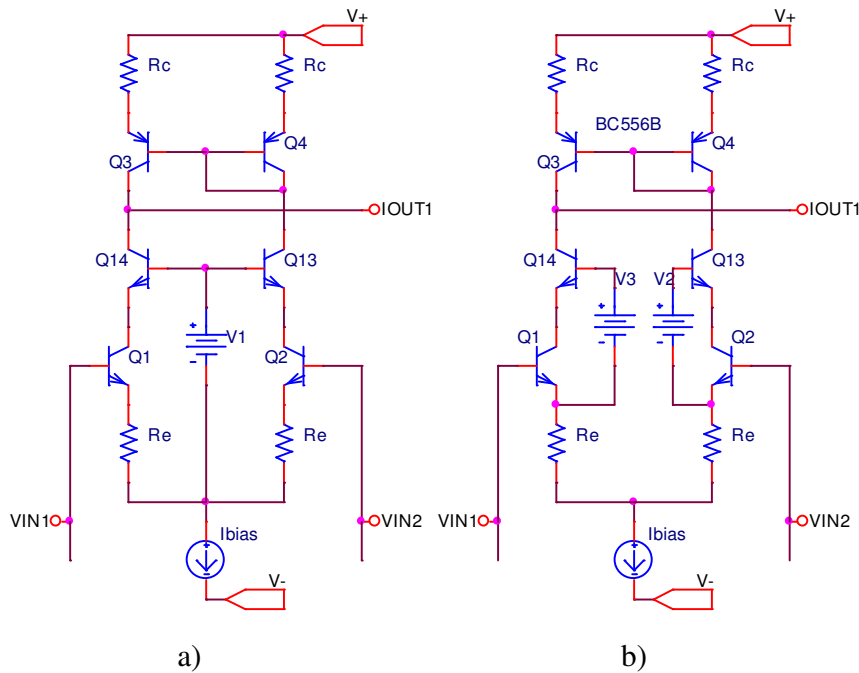 V+
Rc
Rc
Q3
Q4
IOUT1
Q14
Q13
V1
Q1
Q2
Re
Re
VIN1
VIN2
Ibias
V-
a)
V+
Rc
Rc
BC556B
Q3
Q4
IOUT1
Q14
Q13
V3
V2
Q1
Q2
Re
Re
VIN1
VIN2
Ibias
V-
b)